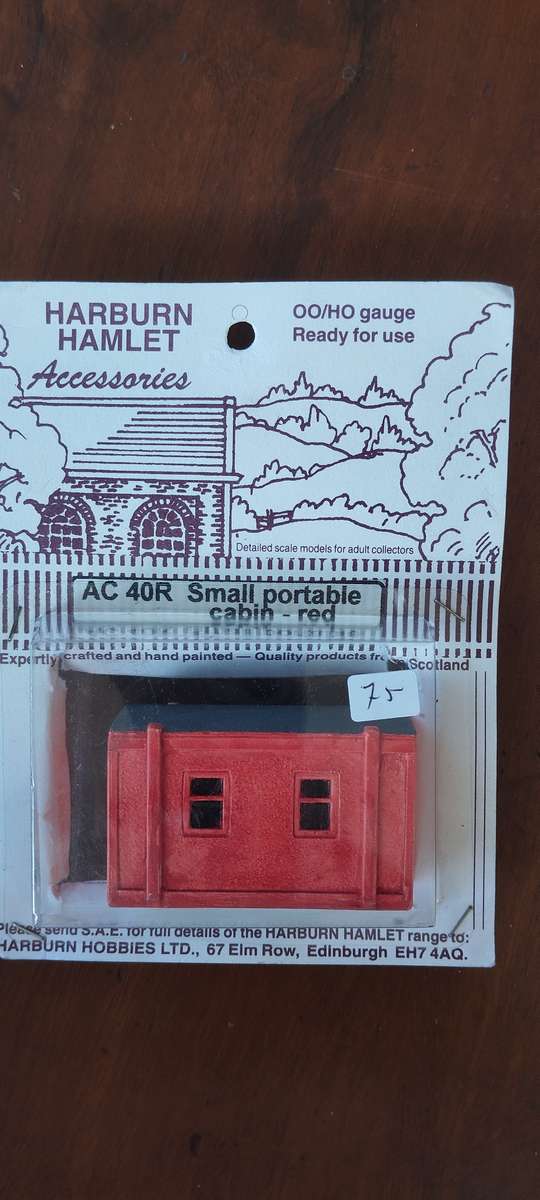 HARBURN
HAMLET
Accessories
OO/HO gauge
Ready for use
Detailed scale models for adult collectors
AC 40R Small portable
cabin - red
Expertly crafted and hand painted — Quality products from Scotland
75
Please send S.A.E. for full details of the HARBURN HAMLET range to:
HARBURN HOBBIES LTD., 67 Elm Row, Edinburgh EH7 4AQ.